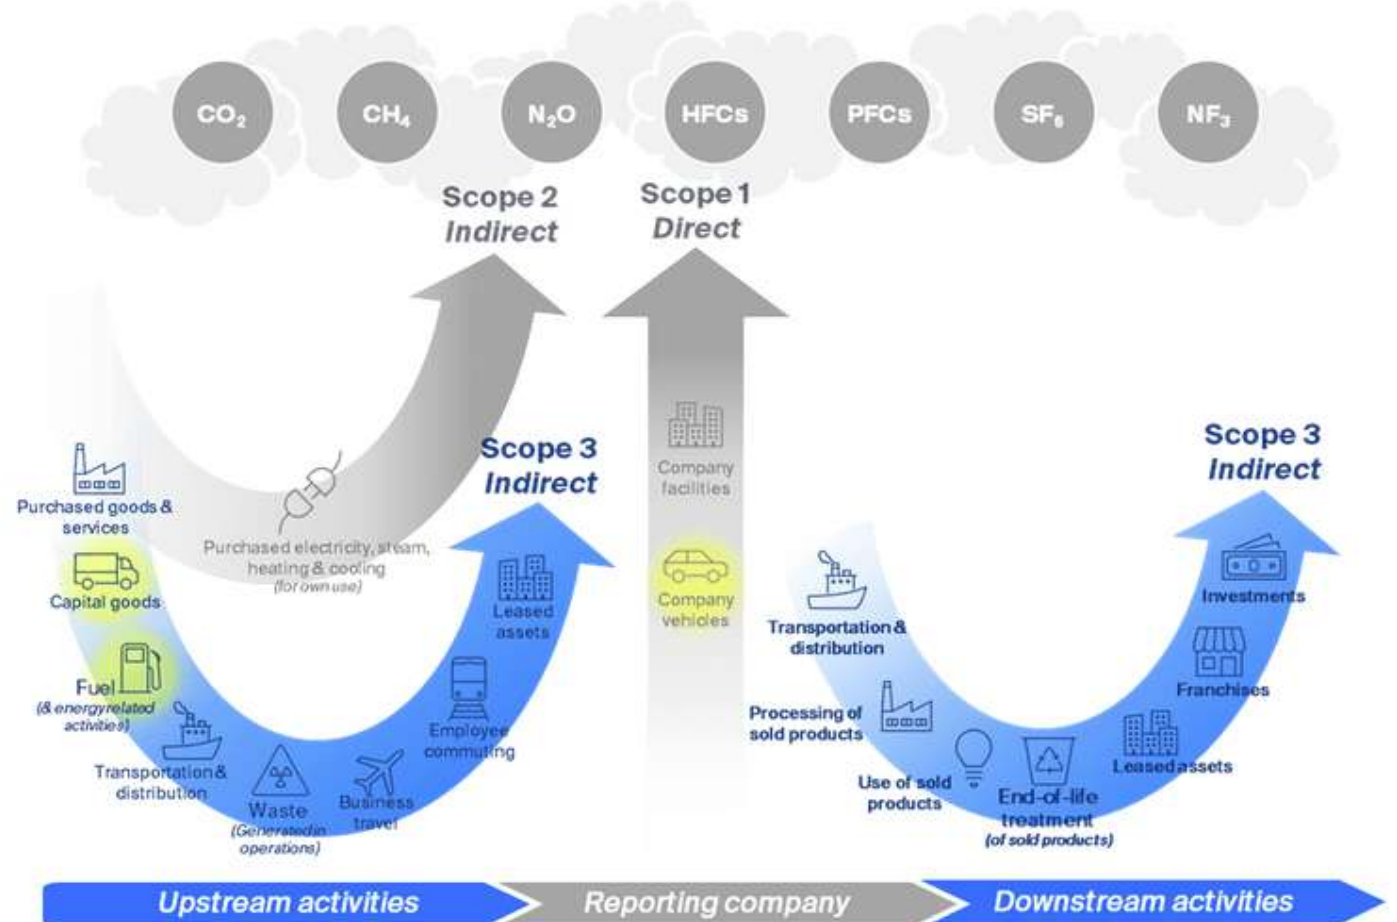 CO₂
CH₄
N₂O
HFCs
PFCs
SF₆
NF₃
Scope 2
Indirect
Scope 1
Direct
Purchased electricity, steam,
heating & cooling
(for own use)
Company
facilities
Company
vehicles
Scope 3
Indirect
Purchased goods &
services
Capital goods
Fuel
(& energy related
activities)
Transportation &
distribution
Waste
(Generated in
operations)
Business
travel
Employee
commuting
Leased
assets
Scope 3
Indirect
Transportation &
distribution
Processing of
sold products
Use of sold
products
End-of-life
treatment
(of sold products)
Leased assets
Franchises
Investments
Upstream activities
Reporting company
Downstream activities